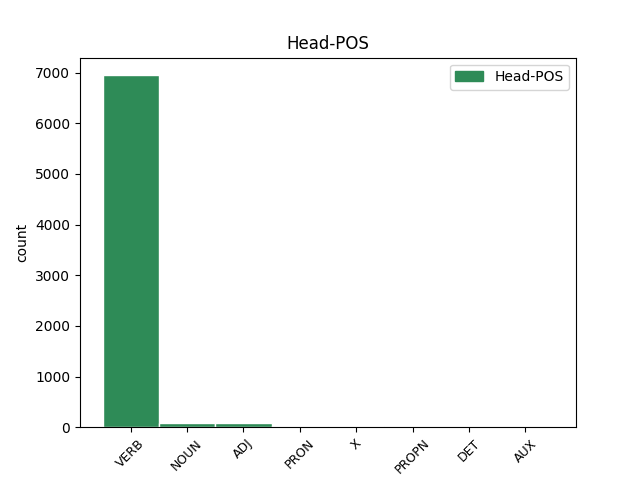 Head-POS
Head-POS
7000
6000
5000
4000
3000
2000
1000
0
count
VERB
NOUN
ADJ
PRON
X
PROPN
DET
AUX